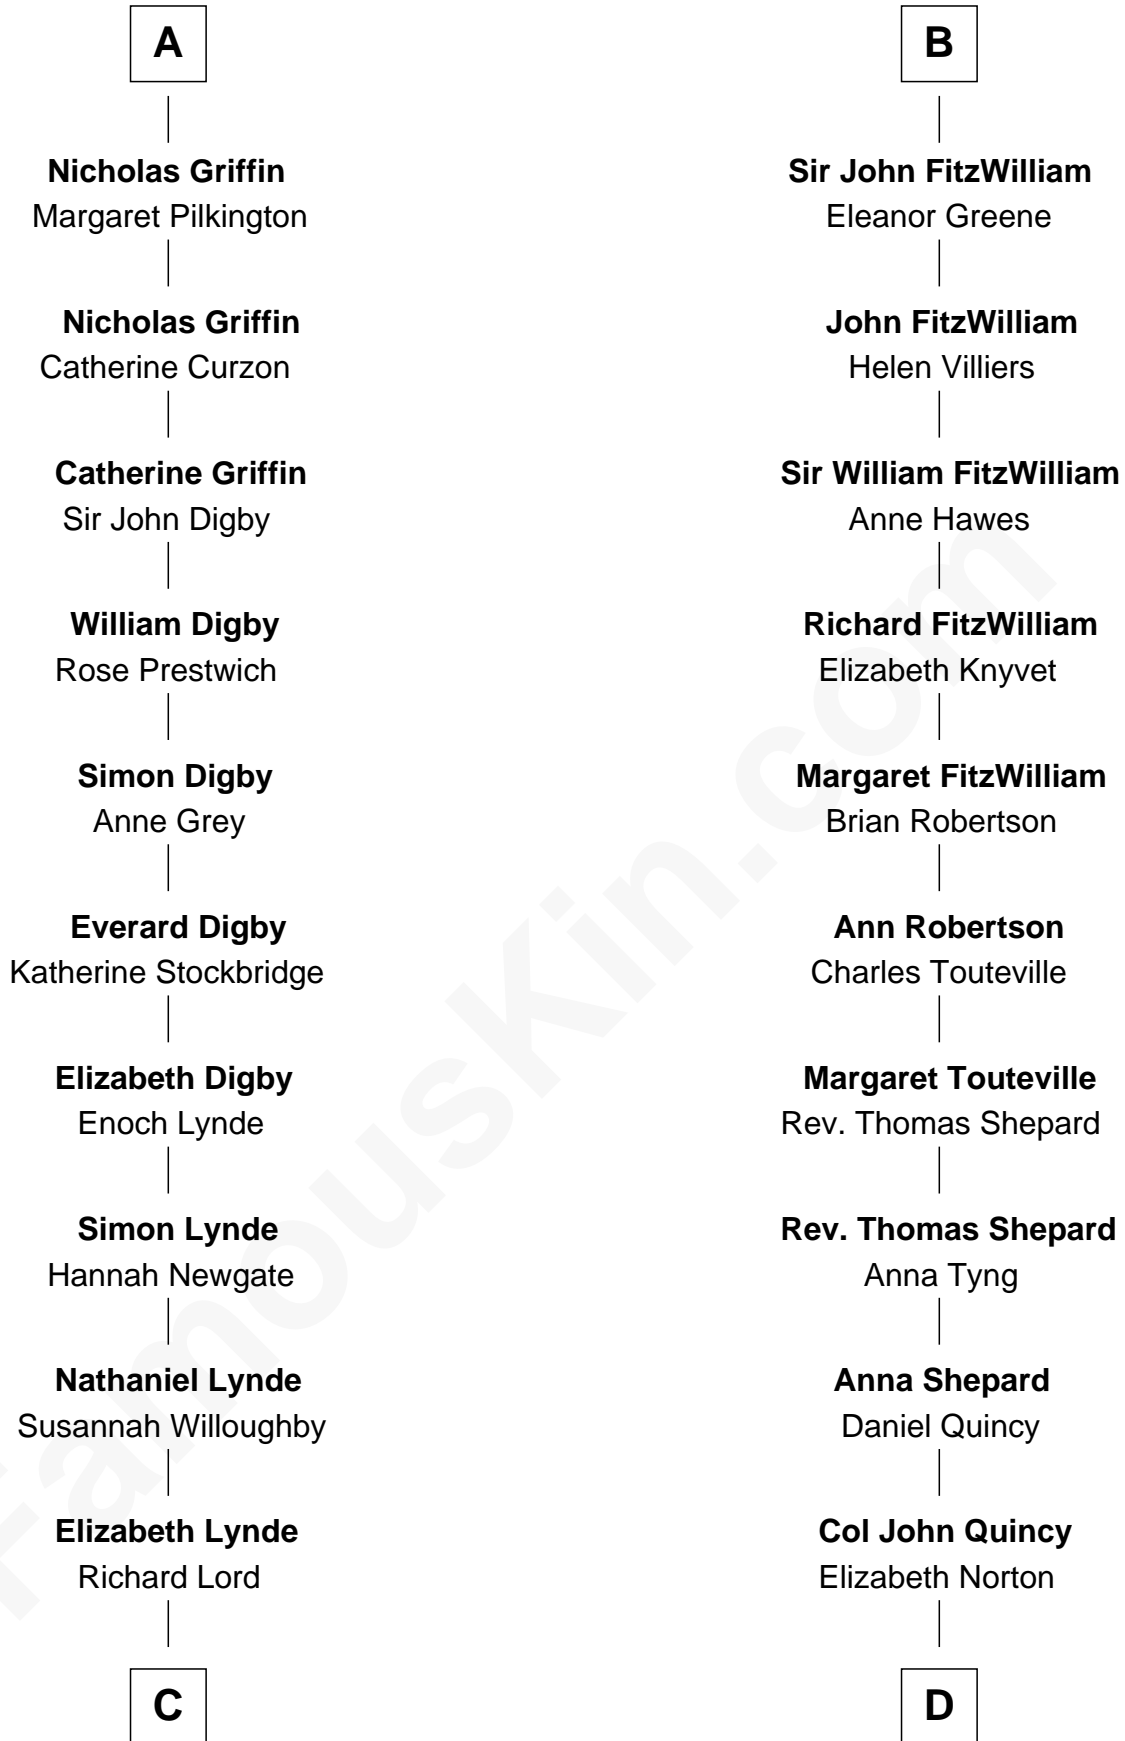 A
Nicholas Griffin
Margaret Pilkington
Nicholas Griffin
Catherine Curzon
Catherine Griffin
Sir John Digby
William Digby
Rose Prestwich
Simon Digby
Anne Grey
Everard Digby
Katherine Stockbridge
Elizabeth Digby
Enoch Lynde
Simon Lynde
Hannah Newgate
Nathaniel Lynde
Susannah Willoughby
Elizabeth Lynde
Richard Lord
C
B
Sir John FitzWilliam
Eleanor Greene
John FitzWilliam
Helen Villiers
Sir William FitzWilliam
Anne Hawes
Richard FitzWilliam
Elizabeth Knyvet
Margaret FitzWilliam
Brian Robertson
Ann Robertson
Charles Touteville
Margaret Touteville
Rev. Thomas Shepard
Rev. Thomas Shepard
Anna Tyng
Anna Shepard
Daniel Quincy
Col John Quincy
Elizabeth Norton
D
FamousKin.com